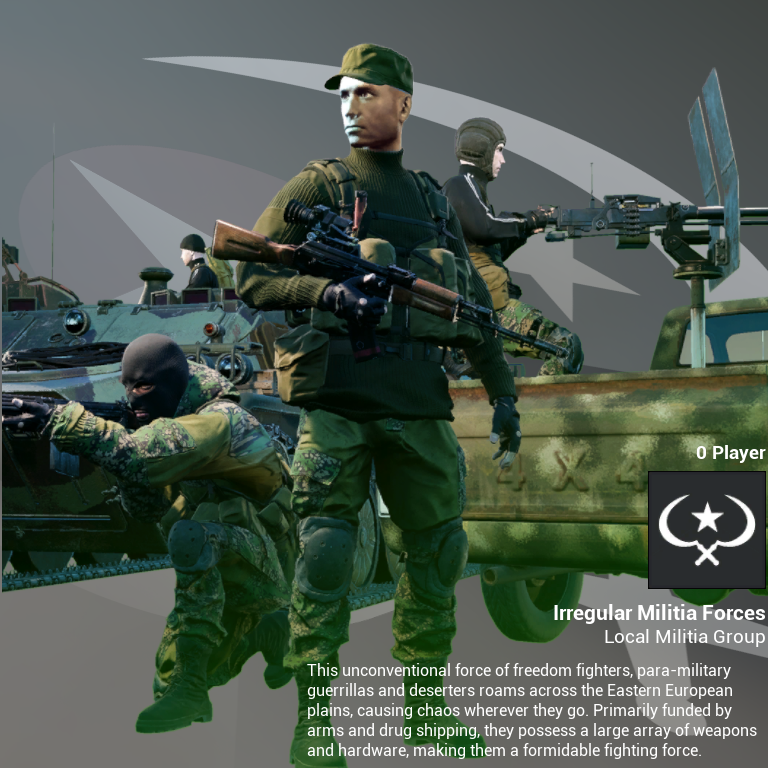 4 X 4
0 Player
Irregular Militia Forces
Local Militia Group
This unconventional force of freedom fighters, para-military
guerrillas and deserters roams across the Eastern European
plains, causing chaos wherever they go. Primarily funded by
arms and drug shipping, they possess a large array of weapons
and hardware, making them a formidable fighting force.